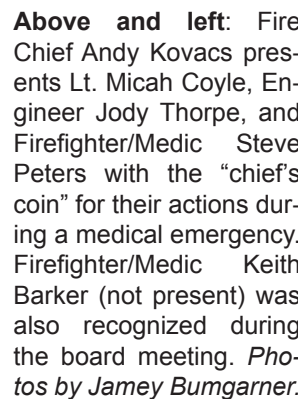 Above and left: Fire
Chief Andy Kovacs pres-
ents Lt. Micah Coyle, En-
gineer Jody Thorpe, and
Firefighter/Medic Steve
Peters with the “chief’s
coin” for their actions dur-
ing a medical emergency.
Firefighter/Medic Keith
Barker (not present) was
also recognized during
the board meeting. Pho-
tos by Jamey Bumgarner.